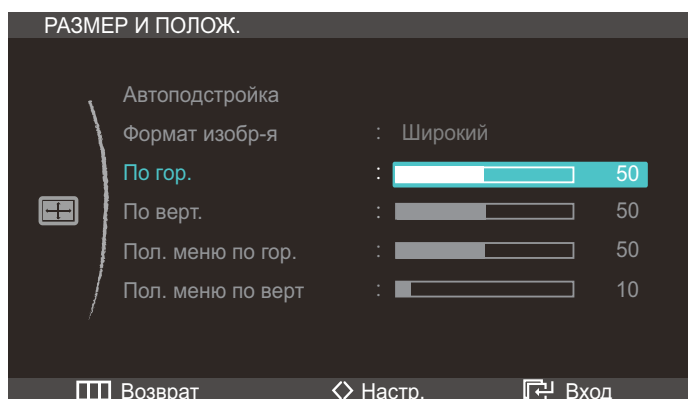 РАЗМЕР И ПОЛОЖ.
Автоподстройка
Формат изобр-я : Широкий
По гор. : 50
По верт. : 50
Пол. меню по гор. : 50
Пол. меню по верт : 10
Возврат Настр. Вход